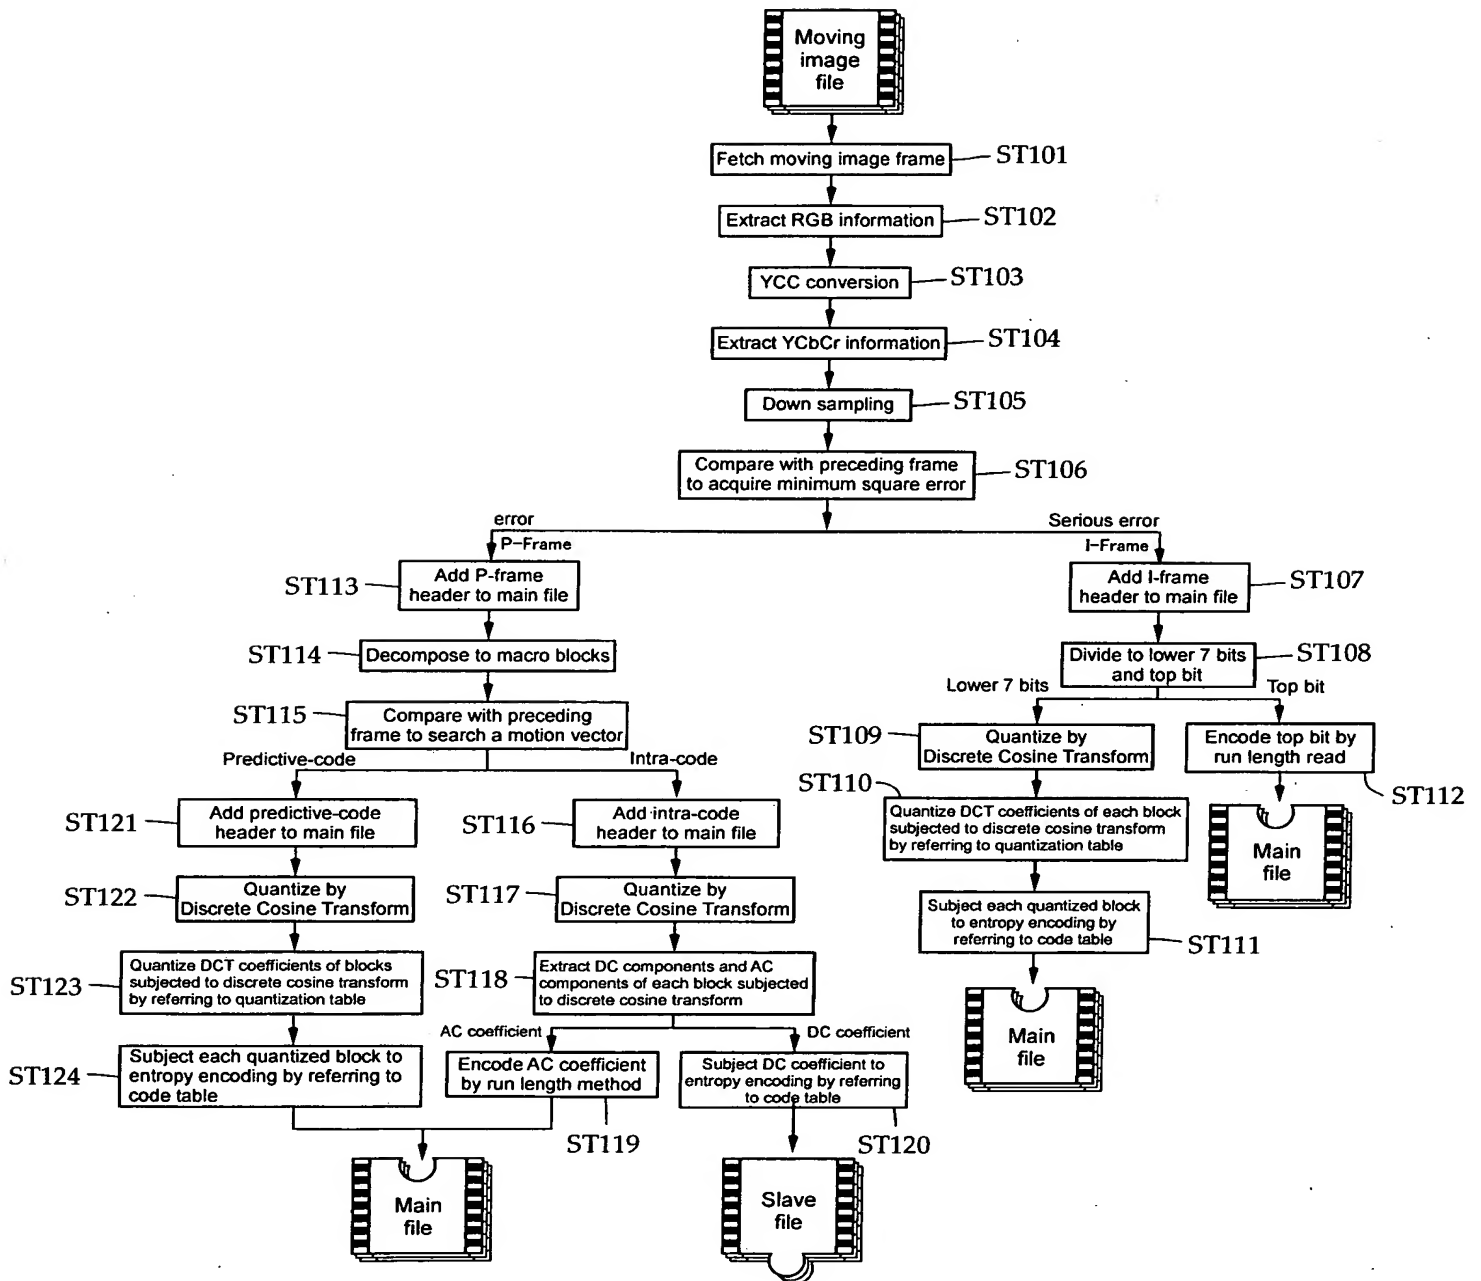 Moving
image
file
Fetch moving image frame
ST101
Extract RGB information
ST102
YCC conversion
ST103
Extract YCbCr information
ST104
Down sampling
ST105
Compare with preceding frame
to acquire minimum square error
ST106
error
P-Frame
Serious error
I-Frame
ST113
Add P-frame
header to main file
Add I-frame
header to main file
ST107
ST114
Decompose to macro blocks
Divide to lower 7 bits
and top bit
ST108
Lower 7 bits
Top bit
ST115
Compare with preceding
frame to search a motion vector
ST109
Quantize by
Discrete Cosine Transform
Encode top bit by
run length read
ST112
Predictive-code
Intra-code
ST110
Quantize DCT coefficients of each block
subjected to discrete cosine transform
by referring to quantization table
Main
file
ST121
Add predictive-code
header to main file
ST116
Add intra-code
header to main file
ST122
Quantize by
Discrete Cosine Transform
ST117
Quantize by
Discrete Cosine Transform
Subject each quantized block
to entropy encoding by
referring to code table
ST111
ST123
Quantize DCT coefficients of blocks
subjected to discrete cosine transform
by referring to quantization table
ST118
Extract DC components and AC
components of each block subjected
to discrete cosine transform
Main
file
AC coefficient
DC coefficient
ST124
Subject each quantized block to
entropy encoding by referring to
code table
Encode AC coefficient
by run length method
Subject DC coefficient to
entropy encoding by referring
to code table
ST119
ST120
Main
file
Slave
file